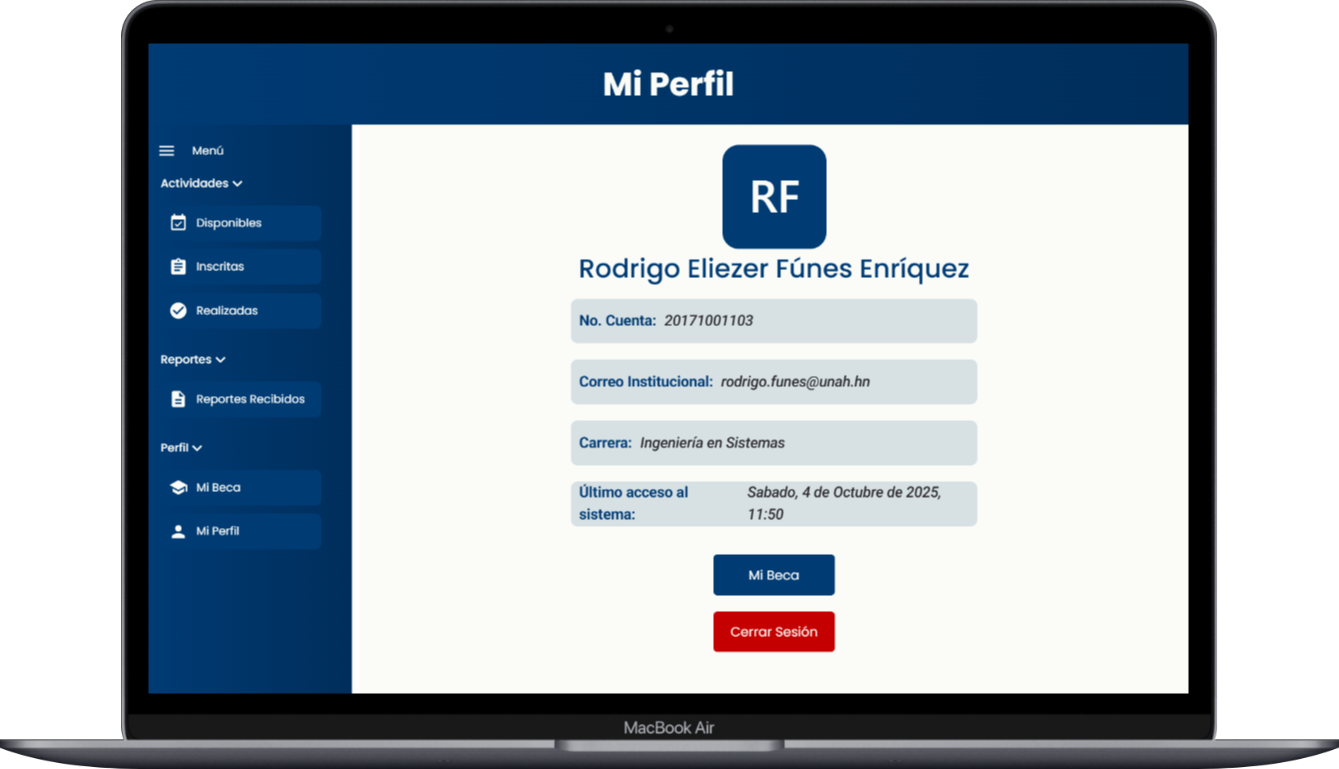 Mi Perfil
Menú
Actividades
Disponibles
Inscritas
Realizadas
Reportes
Reportes Recibidos
Perfil
Mi Beca
Mi Perfil
RF
Rodrigo Eliezer Fúnes Enríquez
No. Cuenta: 20171001103
Correo Institucional: rodrigo.funes@unah.hn
Carrera: Ingeniería en Sistemas
Último acceso al sistema: Sabado, 4 de Octubre de 2025, 11:50
Mi Beca
Cerrar Sesión
MacBook Air